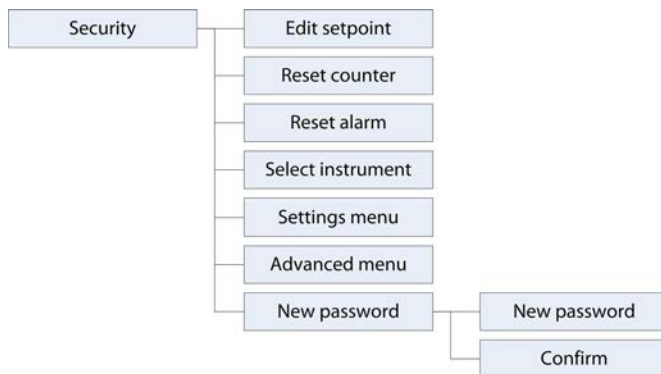 Security
Edit setpoint
Reset counter
Reset alarm
Select instrument
Settings menu
Advanced menu
New password
New password
Confirm